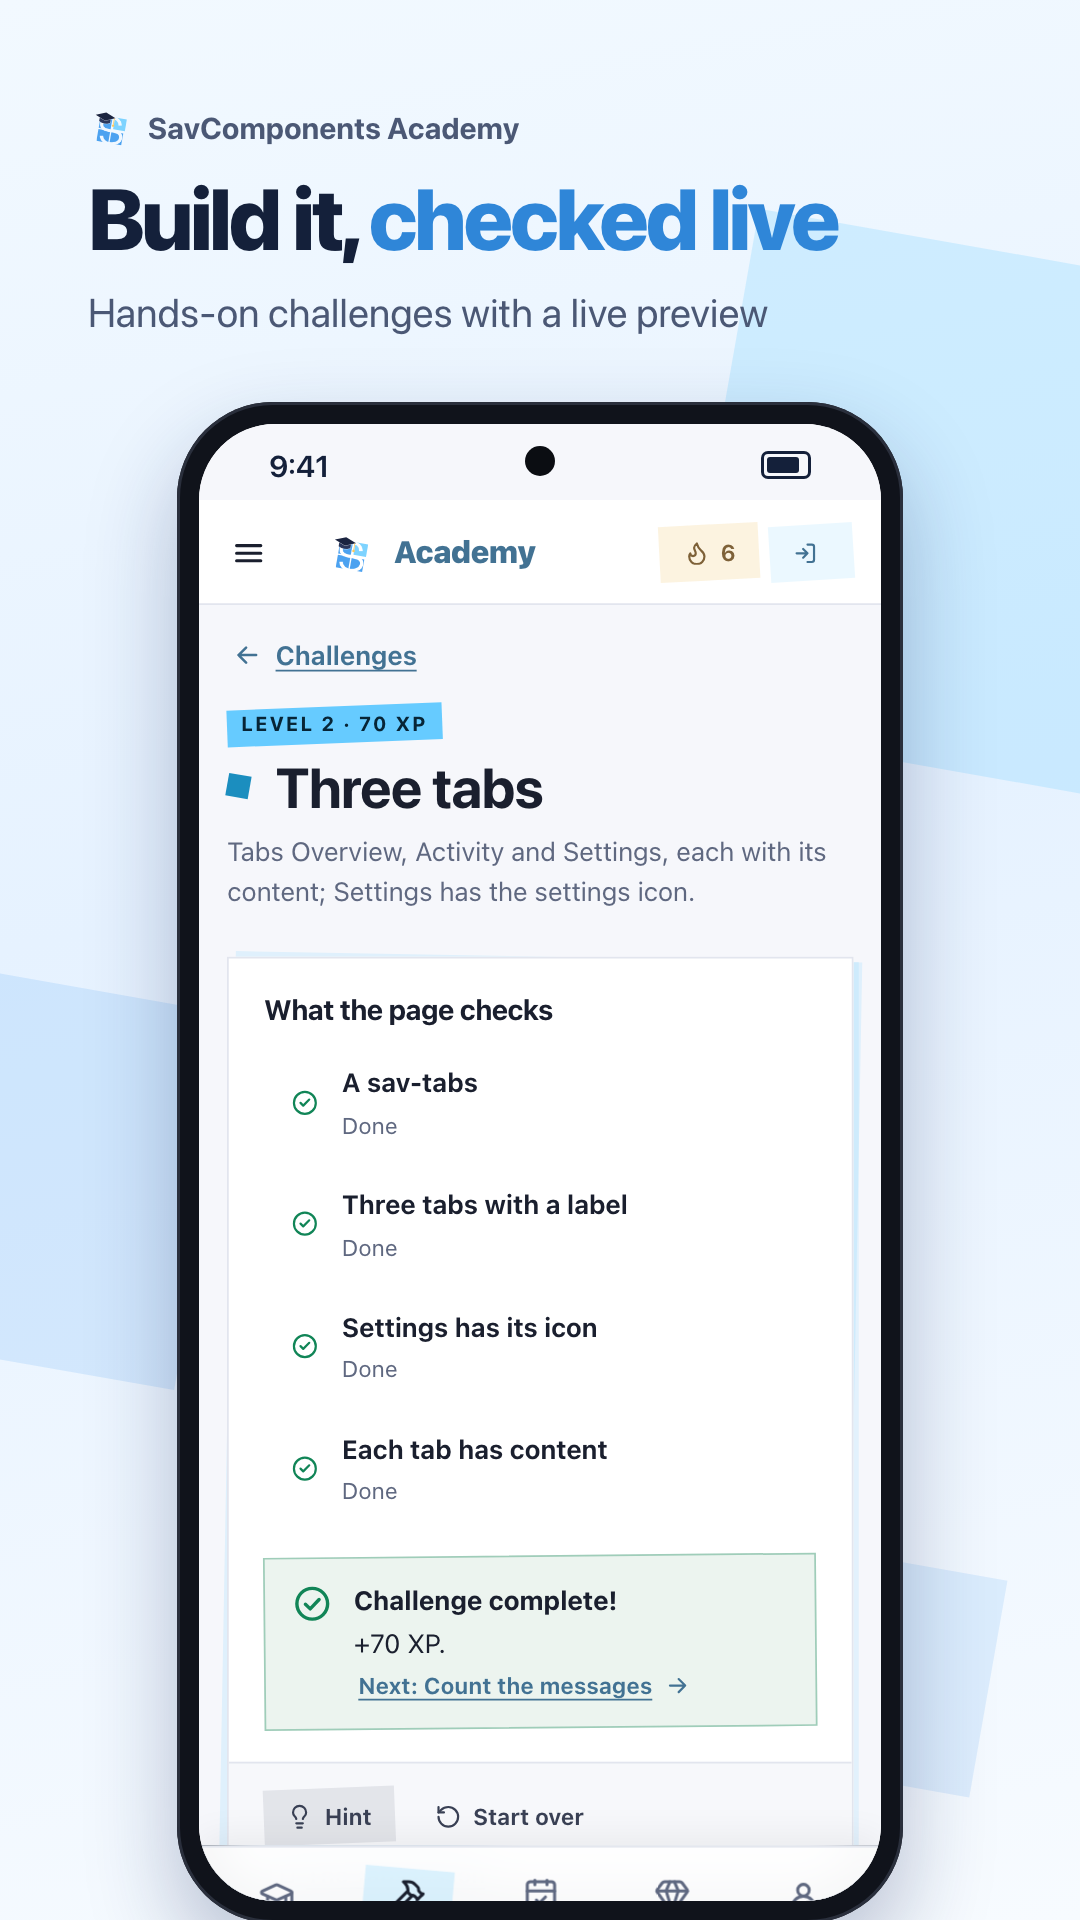 SavComponents Academy
Build it, checked live
Hands-on challenges with a live preview
9:41
Academy
6
Challenges
LEVEL 2 · 70 XP
Three tabs
Tabs Overview, Activity and Settings, each with its
content; Settings has the settings icon.
What the page checks
A sav-tabs
Done
Three tabs with a label
Done
Settings has its icon
Done
Each tab has content
Done
Challenge complete!
+70 XP.
Next: Count the messages
Hint
Start over